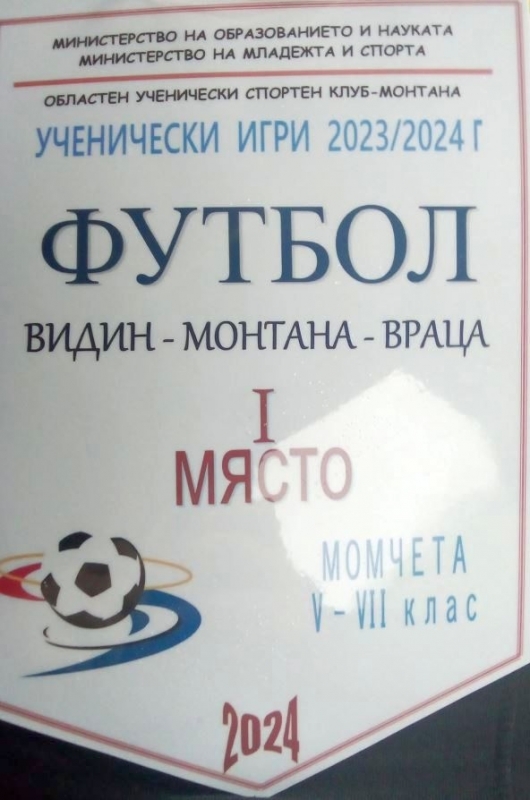 МИНИСТЕРСТВО НА ОБРАЗОВАНИЕТО И НАУКАТА
МИНИСТЕРСТВО НА МЛАДЕЖТА И СПОРТА
ОБЛАСТЕН УЧЕНИЧЕСКИ СПОРТЕН КЛУБ-МОНТАНА
УЧЕНИЧЕСКИ ИГРИ 2023/2024 Г
ФУТБОЛ
ВИДИН - МОНТАНА - ВРАЦА
I
МЯСТО
МОМЧЕТА
V - VII клас
2024